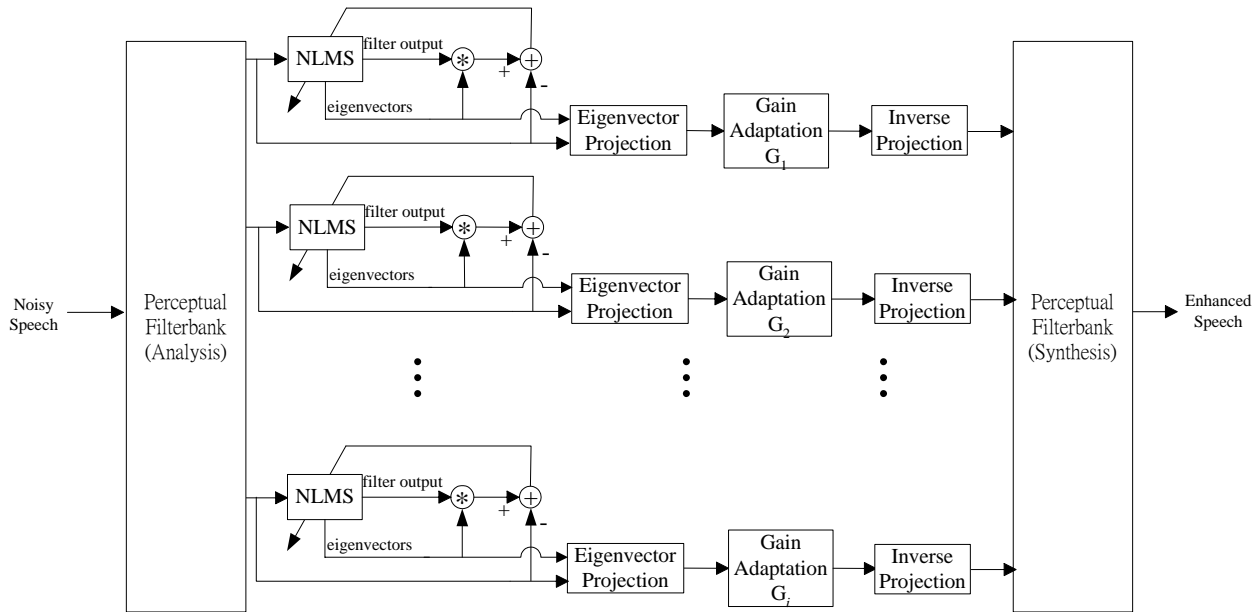 NLMS
filter output
*
+
+
-
eigenvectors
Eigenvector
Projection
Gain
Adaptation
G1
Inverse
Projection
NLMS
filter output
*
+
+
-
eigenvectors
Eigenvector
Projection
Gain
Adaptation
G2
Inverse
Projection
Noisy
Speech
Perceptual
Filterbank
(Analysis)
Perceptual
Filterbank
(Synthesis)
Enhanced
Speech
NLMS
filter output
*
+
+
-
eigenvectors
Eigenvector
Projection
Gain
Adaptation
Gi
Inverse
Projection